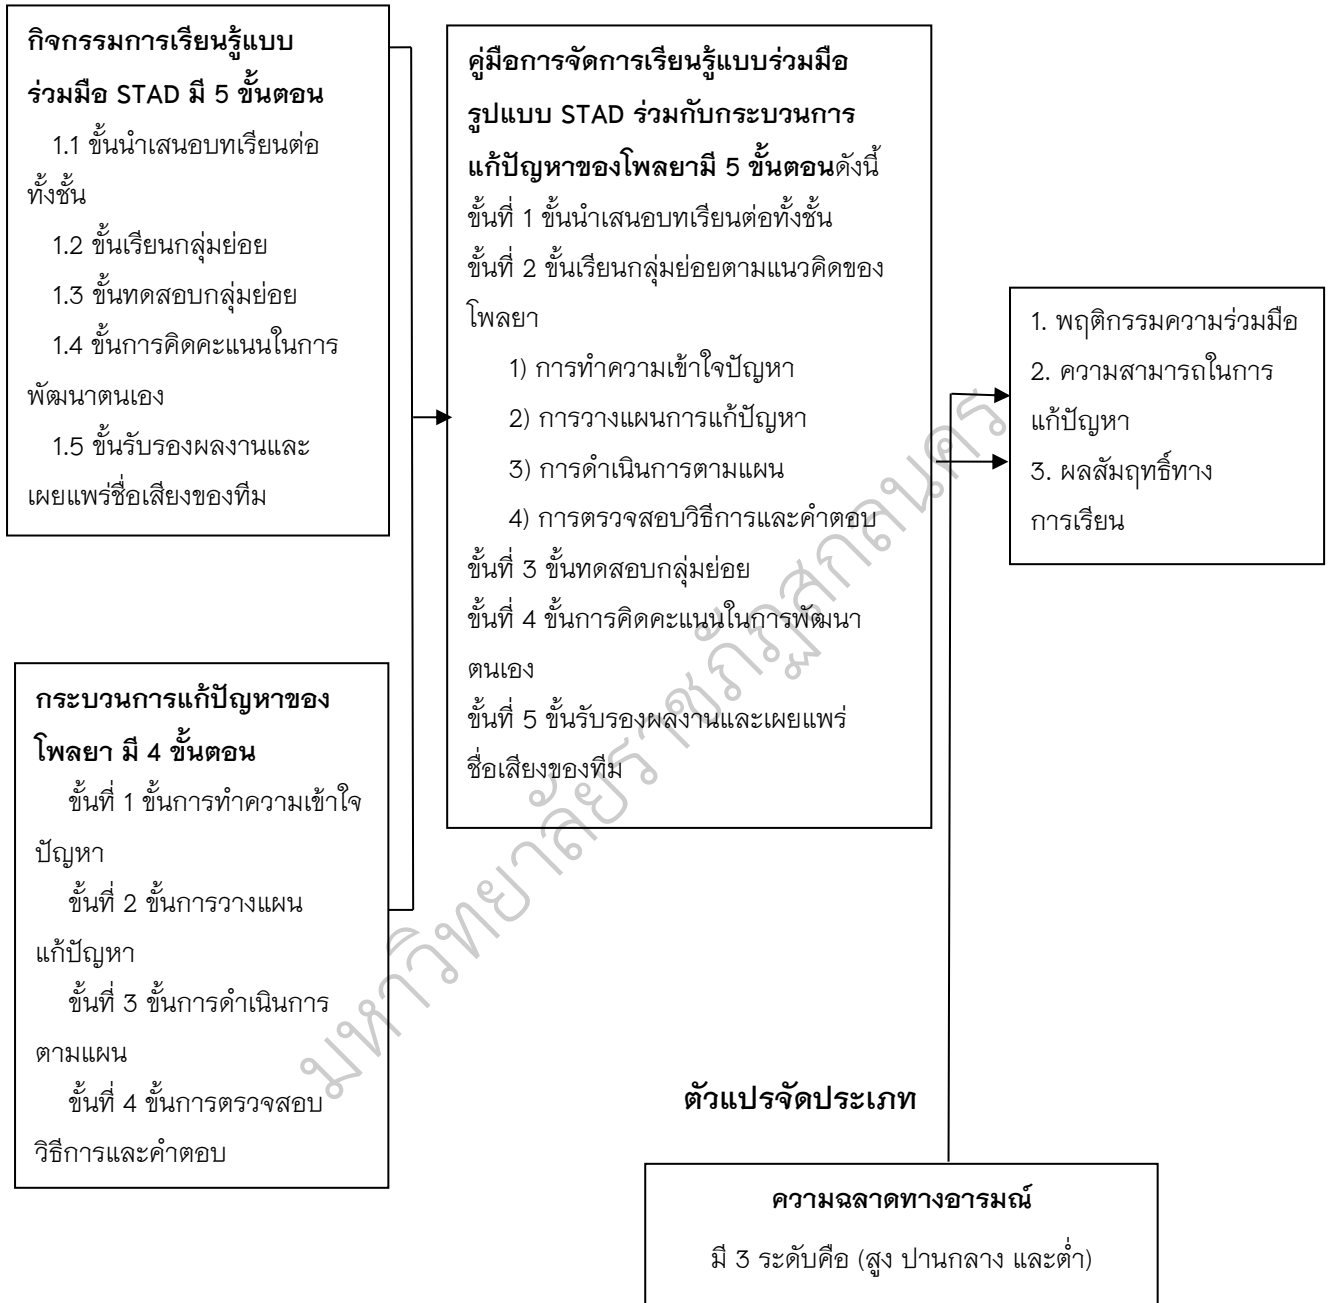 กิจกรรมการเรียนรู้แบบ
ร่วมมือ STAD มี 5 ขั้นตอน
1.1 ขั้นนำเสนอบทเรียนต่อ
ทั้งชั้น
1.2 ขั้นเรียนกลุ่มย่อย
1.3 ขั้นทดสอบกลุ่มย่อย
1.4 ขั้นการคิดคะแนนในการ
พัฒนาตนเอง
1.5 ขั้นรับรองผลงานและ
เผยแพร่ชื่อเสียงของทีม
กระบวนการแก้ปัญหาของ
โพลยา มี 4 ขั้นตอน
ขั้นที่ 1 ขั้นการทำความเข้าใจ
ปัญหา
ขั้นที่ 2 ขั้นการวางแผน
แก้ปัญหา
ขั้นที่ 3 ขั้นการดำเนินการ
ตามแผน
ขั้นที่ 4 ขั้นการตรวจสอบ
วิธีการและคำตอบ
คู่มือการจัดการเรียนรู้แบบร่วมมือ
รูปแบบ STAD ร่วมกับกระบวนการ
แก้ปัญหาของโพลยามี 5 ขั้นตอนดังนี้
ขั้นที่ 1 ขั้นนำเสนอบทเรียนต่อทั้งชั้น
ขั้นที่ 2 ขั้นเรียนกลุ่มย่อยตามแนวคิดของ
โพลยา
1) การทำความเข้าใจปัญหา
2) การวางแผนการแก้ปัญหา
3) การดำเนินการตามแผน
4) การตรวจสอบวิธีการและคำตอบ
ขั้นที่ 3 ขั้นทดสอบกลุ่มย่อย
ขั้นที่ 4 ขั้นการคิดคะแนนในการพัฒนา
ตนเอง
ขั้นที่ 5 ขั้นรับรองผลงานและเผยแพร่
ชื่อเสียงของทีม
1. พฤติกรรมความร่วมมือ
2. ความสามารถในการ
แก้ปัญหา
3. ผลสัมฤทธิ์ทาง
การเรียน
ตัวแปรจัดประเภท
ความฉลาดทางอารมณ์
มี 3 ระดับคือ (สูง ปานกลาง และต่ำ)
มหาวิทยาลัยราชภัฏสกลนคร